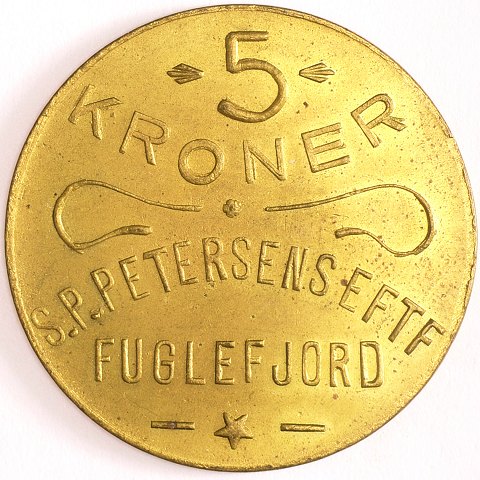 5
KRONER
S.P. PETERSENS EFTF
FUGLEFJORD